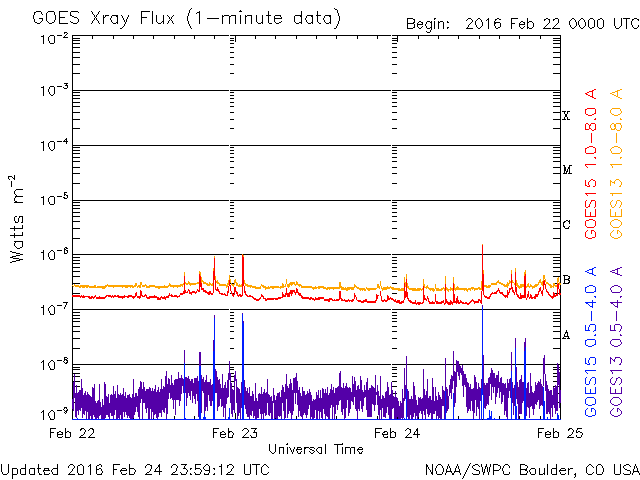 GOES Xray Flux (1-minute data)
Begin: 2016 Feb 22 0000 UTC
10-2
10-3
10-4
10-5
10-6
10-7
10-8
10-9
Watts m-2
X
M
C
B
A
GOES15 1.0-8.0 A
GOES13 1.0-8.0 A
GOES15 0.5-4.0 A
GOES13 0.5-4.0 A
Feb 22
Feb 23
Feb 24
Feb 25
Universal Time
Updated 2016 Feb 24 23:59:12 UTC
NOAA/SWPC Boulder, CO USA